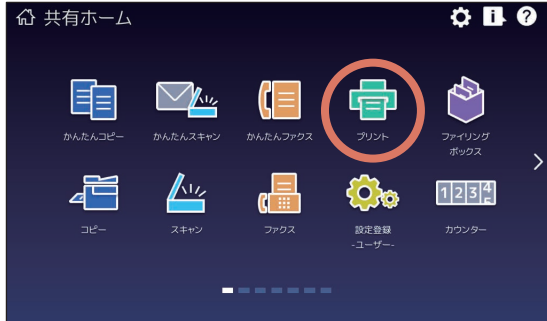 共有ホーム
かんたんコピー
かんたんスキャン
かんたんファクス
プリント
ファイリング
ボックス
コピー
スキャン
ファクス
設定登録
-ユーザー-
1234
カウンター